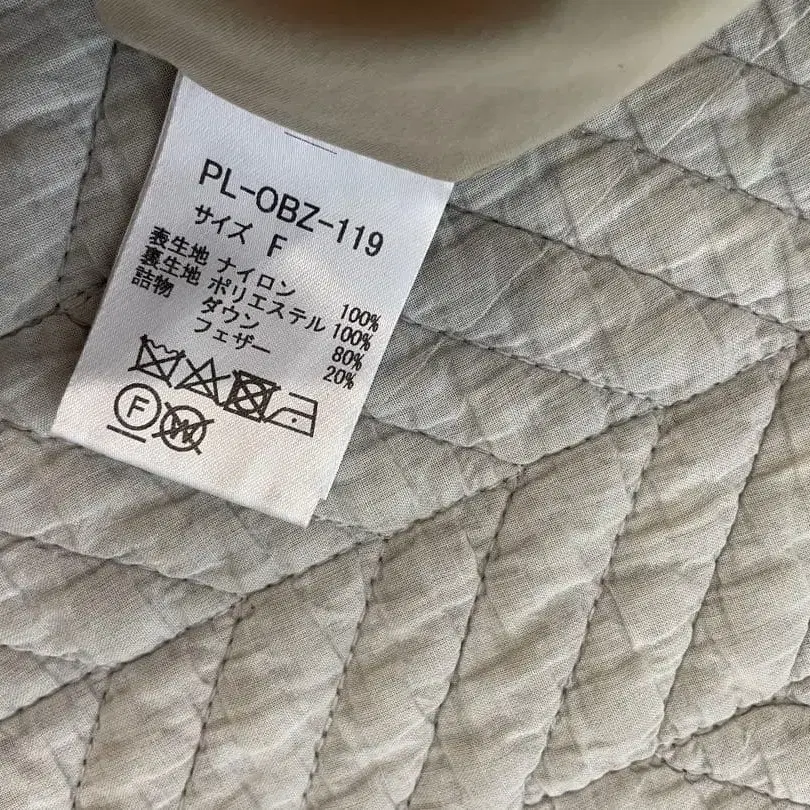 PL-OBZ-119
サイズ F
表生地 ナイロン 100%
裏生地 ポリエステル 100%
詰物 ダウン 80%
フェザー 20%
F
W